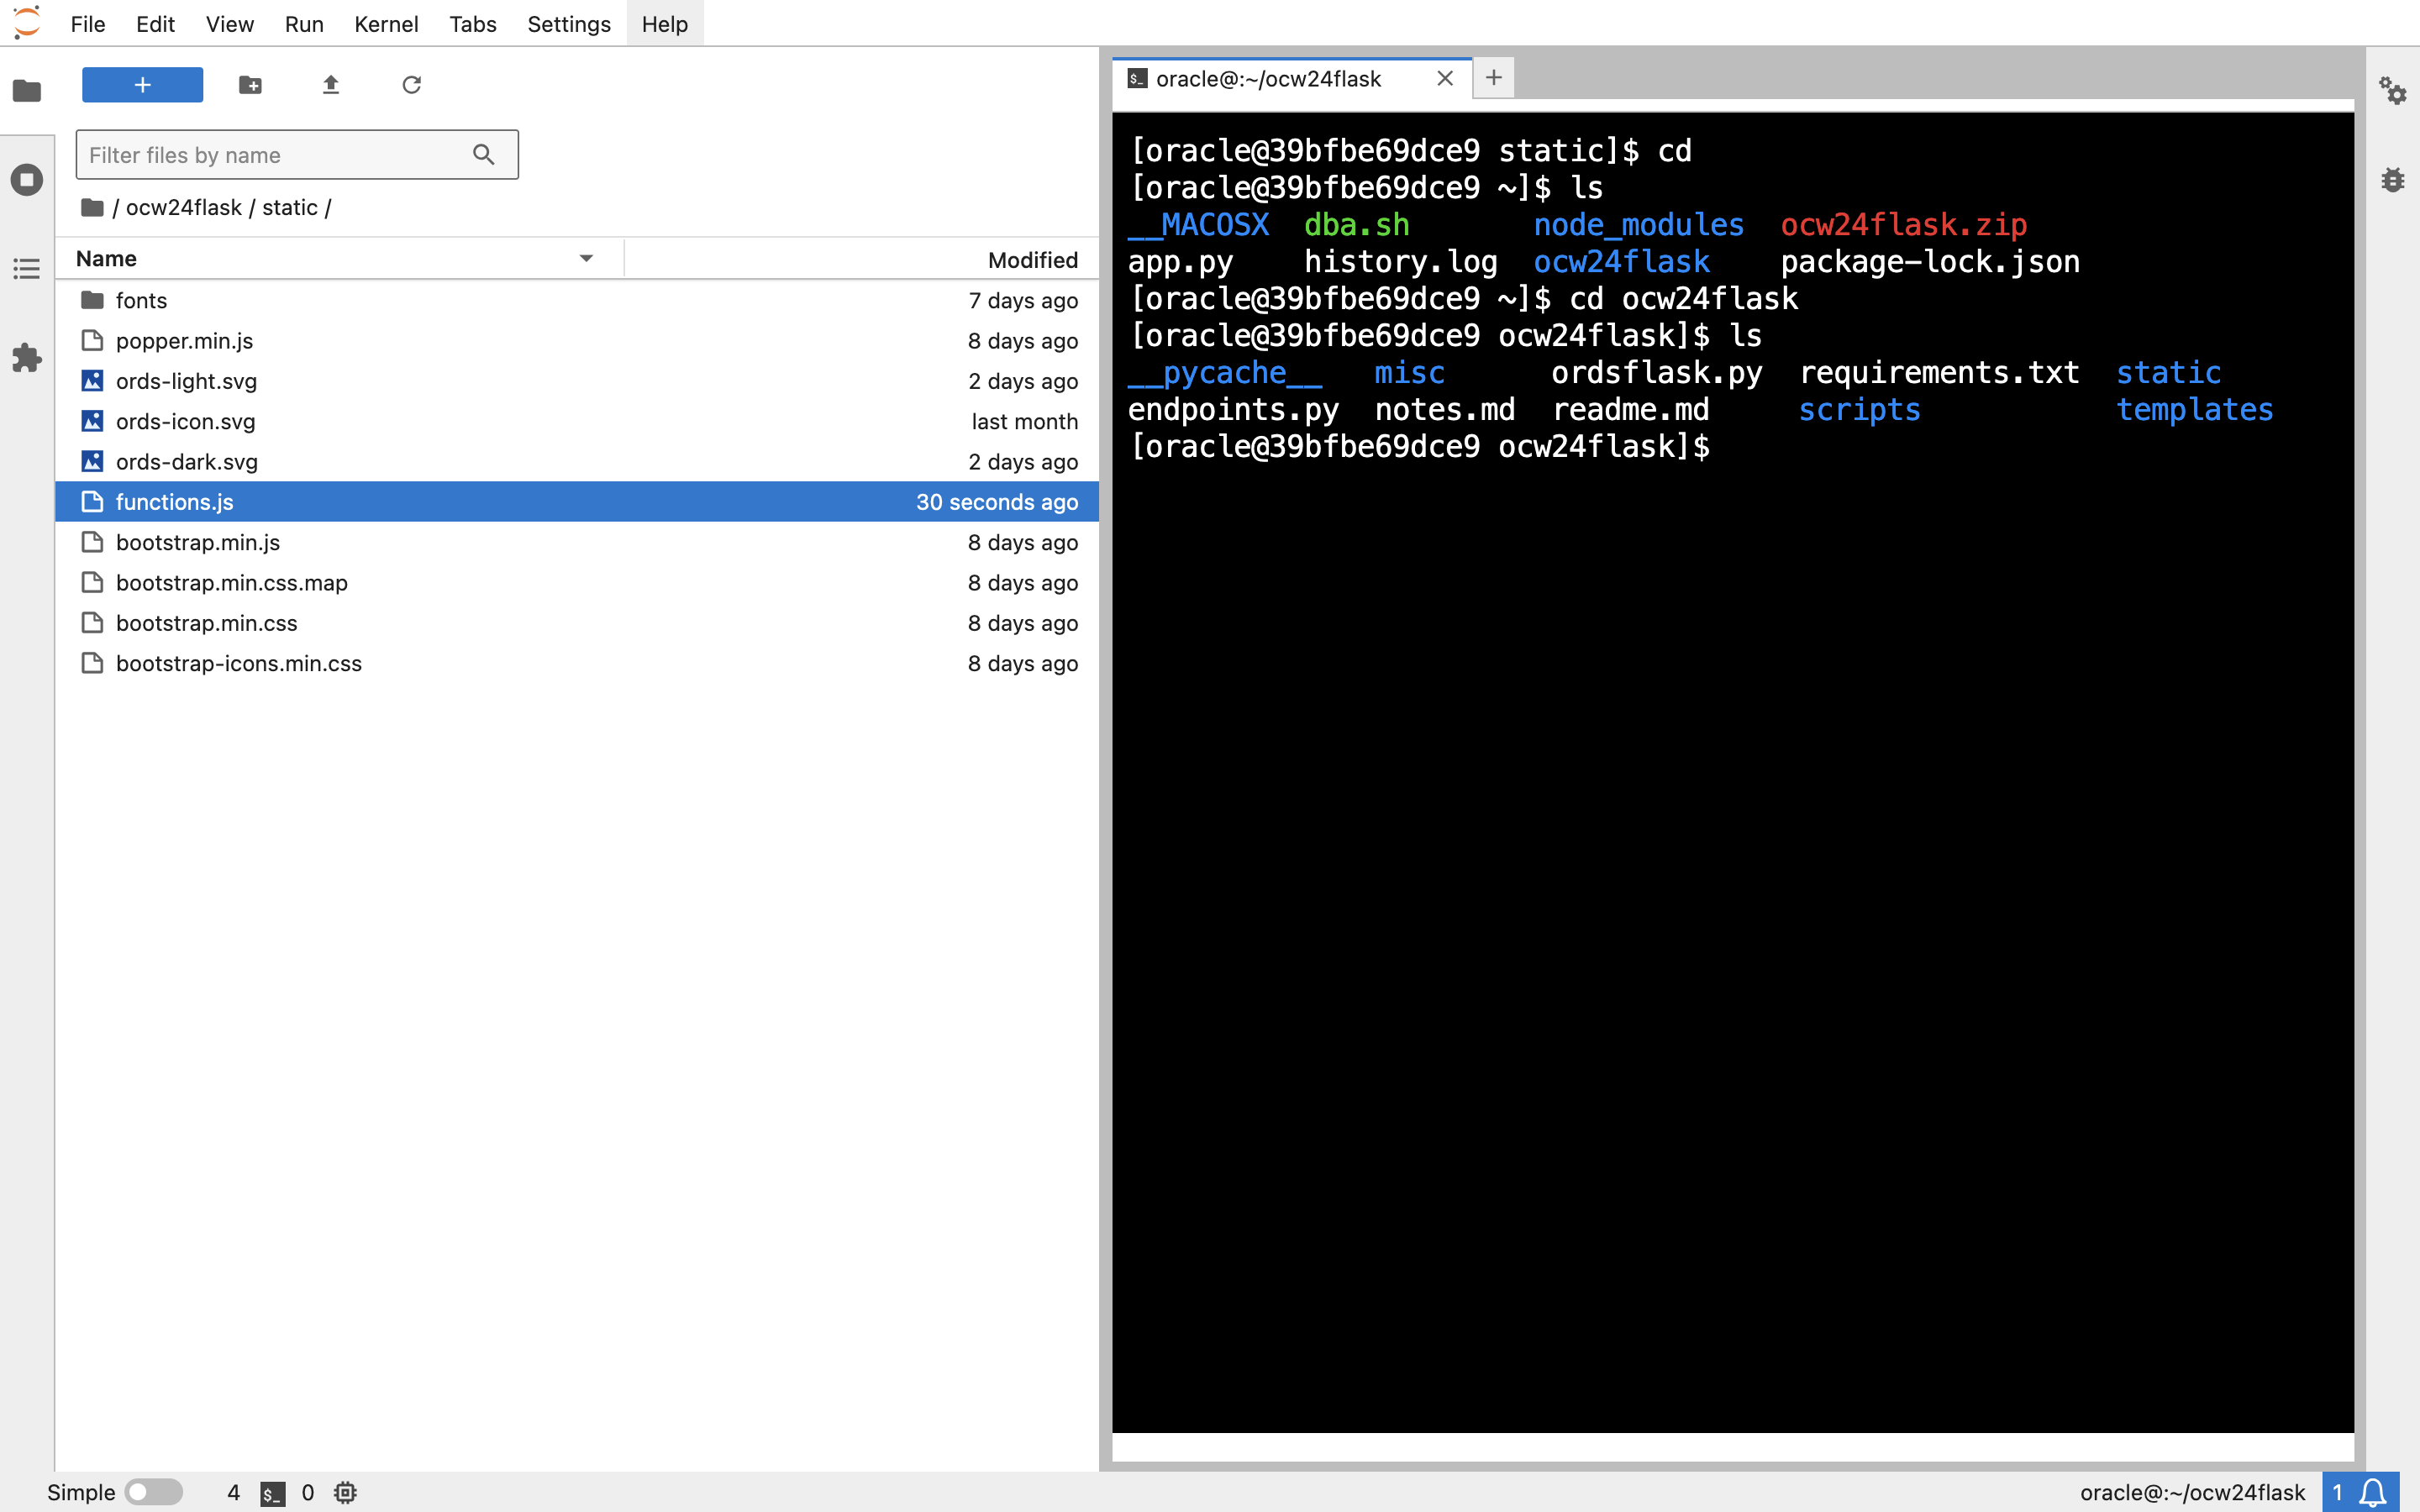 File Edit View Run Kernel Tabs Settings Help
Filter files by name
/ ocw24flask / static /
Name Modified
fonts 7 days ago
popper.min.js 8 days ago
ords-light.svg 2 days ago
ords-icon.svg last month
ords-dark.svg 2 days ago
functions.js 30 seconds ago
bootstrap.min.js 8 days ago
bootstrap.min.css.map 8 days ago
bootstrap.min.css 8 days ago
bootstrap-icons.min.css 8 days ago
$_ oracle@:~/ocw24flask
[oracle@39bfbe69dce9 static]$ cd
[oracle@39bfbe69dce9 ~]$ ls
__MACOSX dba.sh node_modules ocw24flask.zip
app.py history.log ocw24flask package-lock.json
[oracle@39bfbe69dce9 ~]$ cd ocw24flask
[oracle@39bfbe69dce9 ocw24flask]$ ls
__pycache__ misc ordsflask.py requirements.txt static
endpoints.py notes.md readme.md scripts templates
[oracle@39bfbe69dce9 ocw24flask]$
Simple 4 $_ 0 oracle@:~/ocw24flask 1